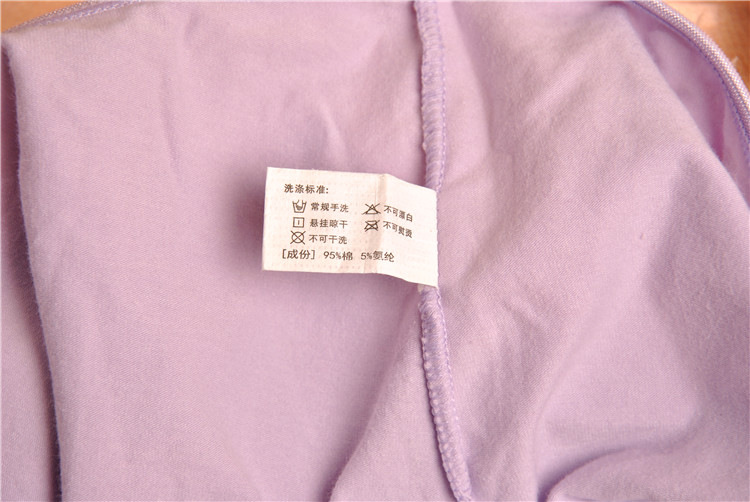 洗涤标准:
常规手洗 不可漂白
悬挂晾干 不可熨烫
不可干洗
[成份] 95%棉 5%氨纶